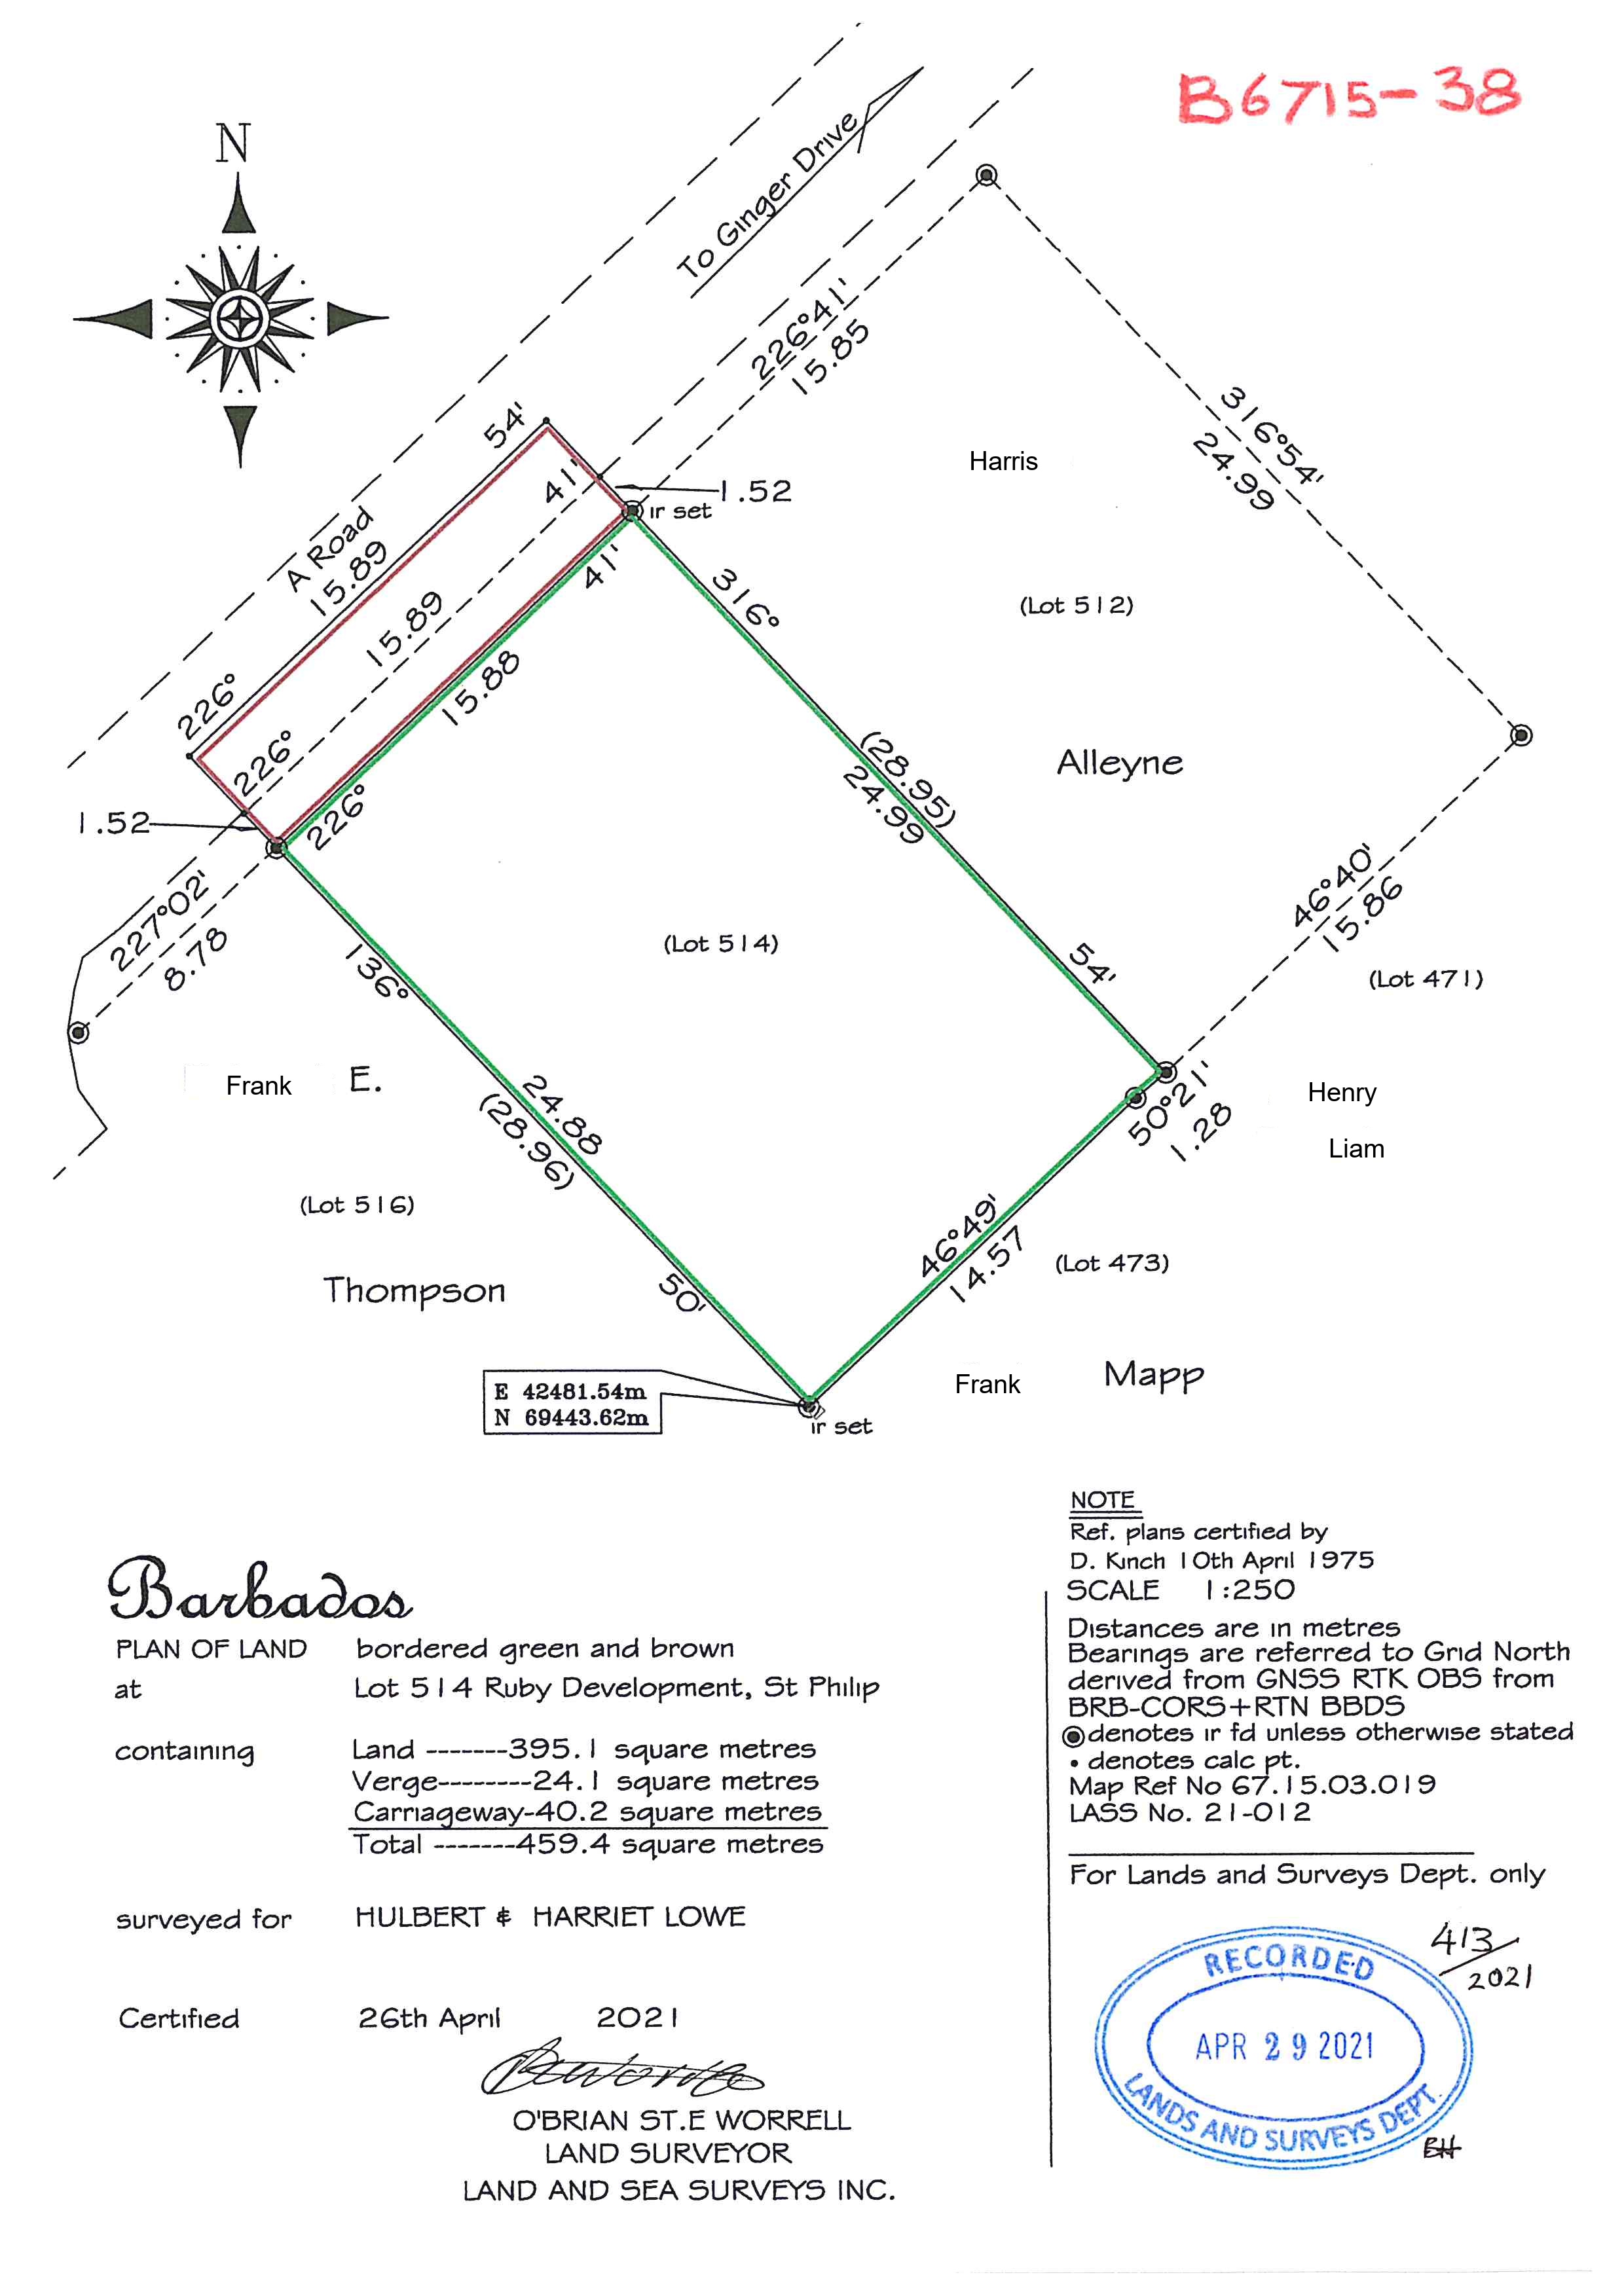 B6715-38
N
To Ginger Drive
226°41'
15.85
316°54'
24.99
54'
41'
1.52
ir set
A Road
15.89
15.89
41'
226°
15.88
316°
Harris
(Lot 512)
Alleyne
(28.95)
24.99
226°
226°
1.52
227°02'
8.78
136°
(Lot 514)
54'
46°40'
15.86
(Lot 471)
Frank E.
24.88
(28.96)
50°21'
1.28
Henry
Liam
(Lot 516)
46°49'
14.57
(Lot 473)
Thompson
50'
Frank Mapp
E 42481.54m
N 69443.62m
ir set
NOTE
Ref. plans certified by
D. Kinch 10th April 1975
SCALE 1:250
Distances are in metres
Bearings are referred to Grid North
derived from GNSS RTK OBS from
BRB-CORS+RTN BBDS
denotes ir fd unless otherwise stated
• denotes calc pt.
Map Ref No 67.15.03.019
LASS No. 21-012
For Lands and Surveys Dept. only
Barbados
PLAN OF LAND bordered green and brown
at Lot 514 Ruby Development, St Philip
containing Land -------395.1 square metres
Verge--------24.1 square metres
Carriageway-40.2 square metres
Total -------459.4 square metres
surveyed for HULBERT & HARRIET LOWE
Certified 26th April 2021
O'BRIAN ST.E WORRELL
LAND SURVEYOR
LAND AND SEA SURVEYS INC.
413/2021
RECORDED
APR 29 2021
LANDS AND SURVEYS DEPT.
BH